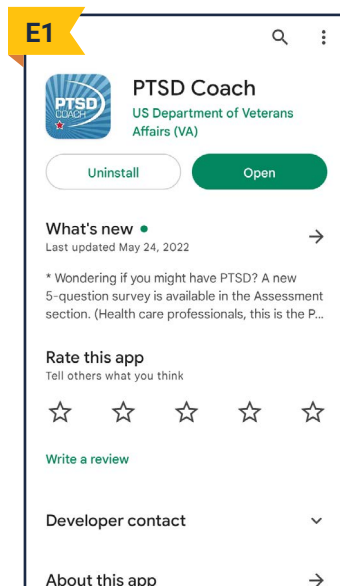 E1
PTSD Coach
PTSD
COACH
US Department of Veterans
Affairs (VA)
Uninstall
Open
What's new
Last updated May 24, 2022
* Wondering if you might have PTSD? A new
5-question survey is available in the Assessment
section. (Health care professionals, this is the P...
Rate this app
Tell others what you think
Write a review
Developer contact
About this app